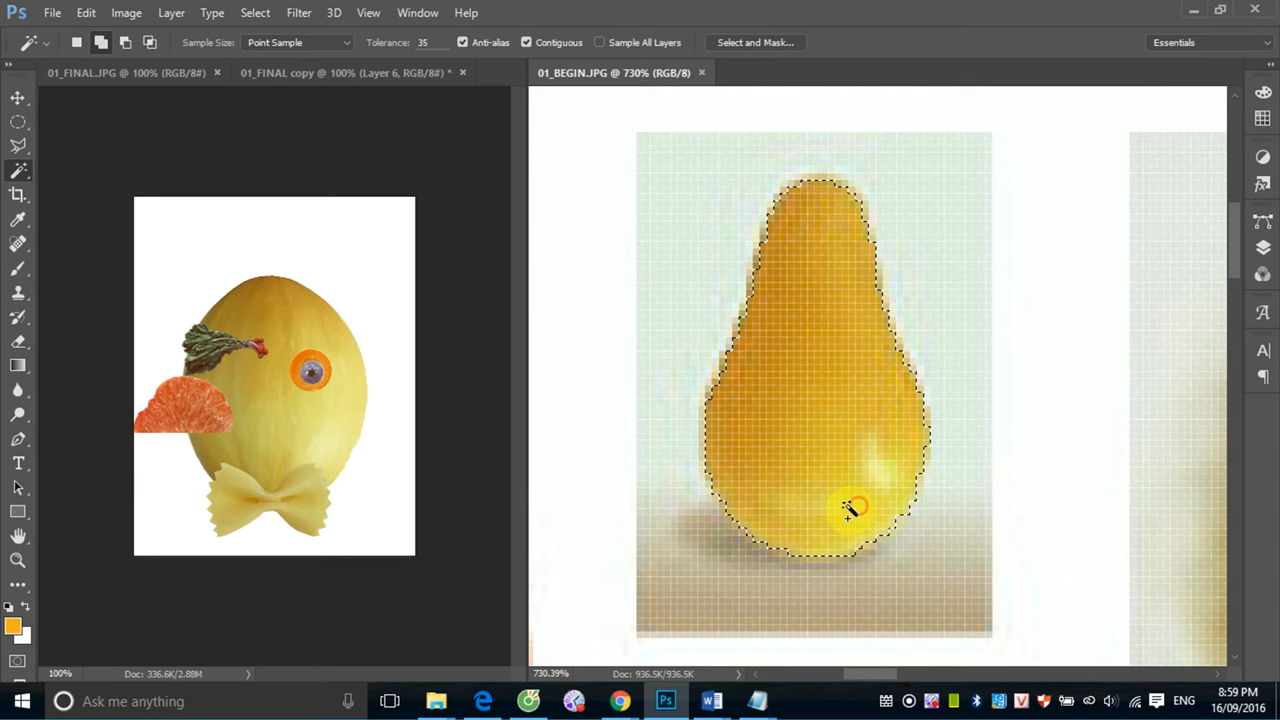 Ps File Edit Image Layer Type Select Filter 3D View Window Help
Sample Size: Point Sample Tolerance: 35 Anti-alias Contiguous Sample All Layers Select and Mask... Essentials
01_FINAL.JPG @ 100% (RGB/8#) × 01_FINAL copy @ 100% (Layer 6, RGB/8#) * × 01_BEGIN.JPG @ 730% (RGB/8) ×
100% Doc: 336.6K/2.88M 730.39% Doc: 936.5K/936.5K
Ask me anything Ps ENG 8:59 PM
16/09/2016